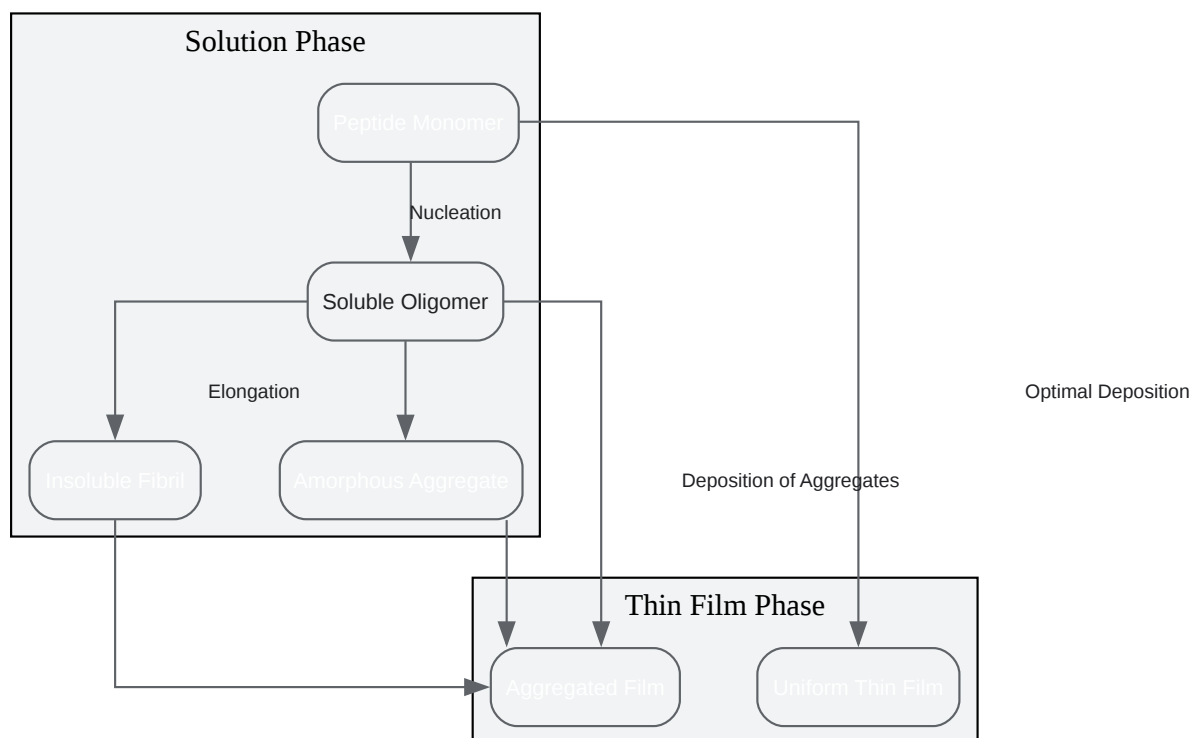 Solution Phase
Peptide Monomer
Nucleation
Soluble Oligomer
Elongation
Optimal Deposition
Insoluble Fibril
Amorphous Aggregate
Deposition of Aggregates
Thin Film Phase
Aggregated Film
Uniform Thin Film